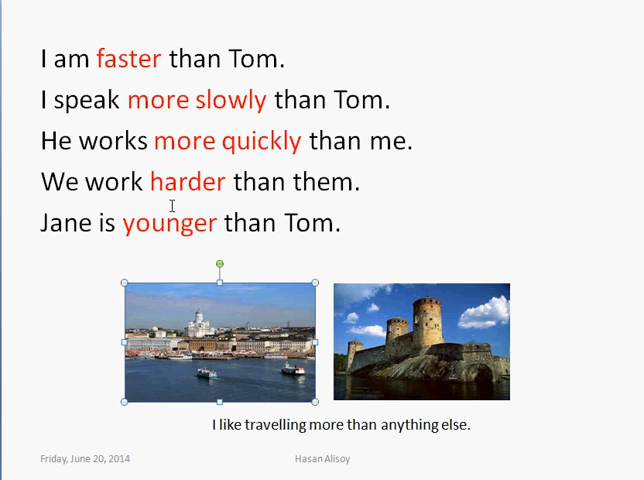 I am faster than Tom.
I speak more slowly than Tom.
He works more quickly than me.
We work harder than them.
Jane is younger than Tom.
I like travelling more than anything else.
Friday, June 20, 2014
Hasan Alisoy